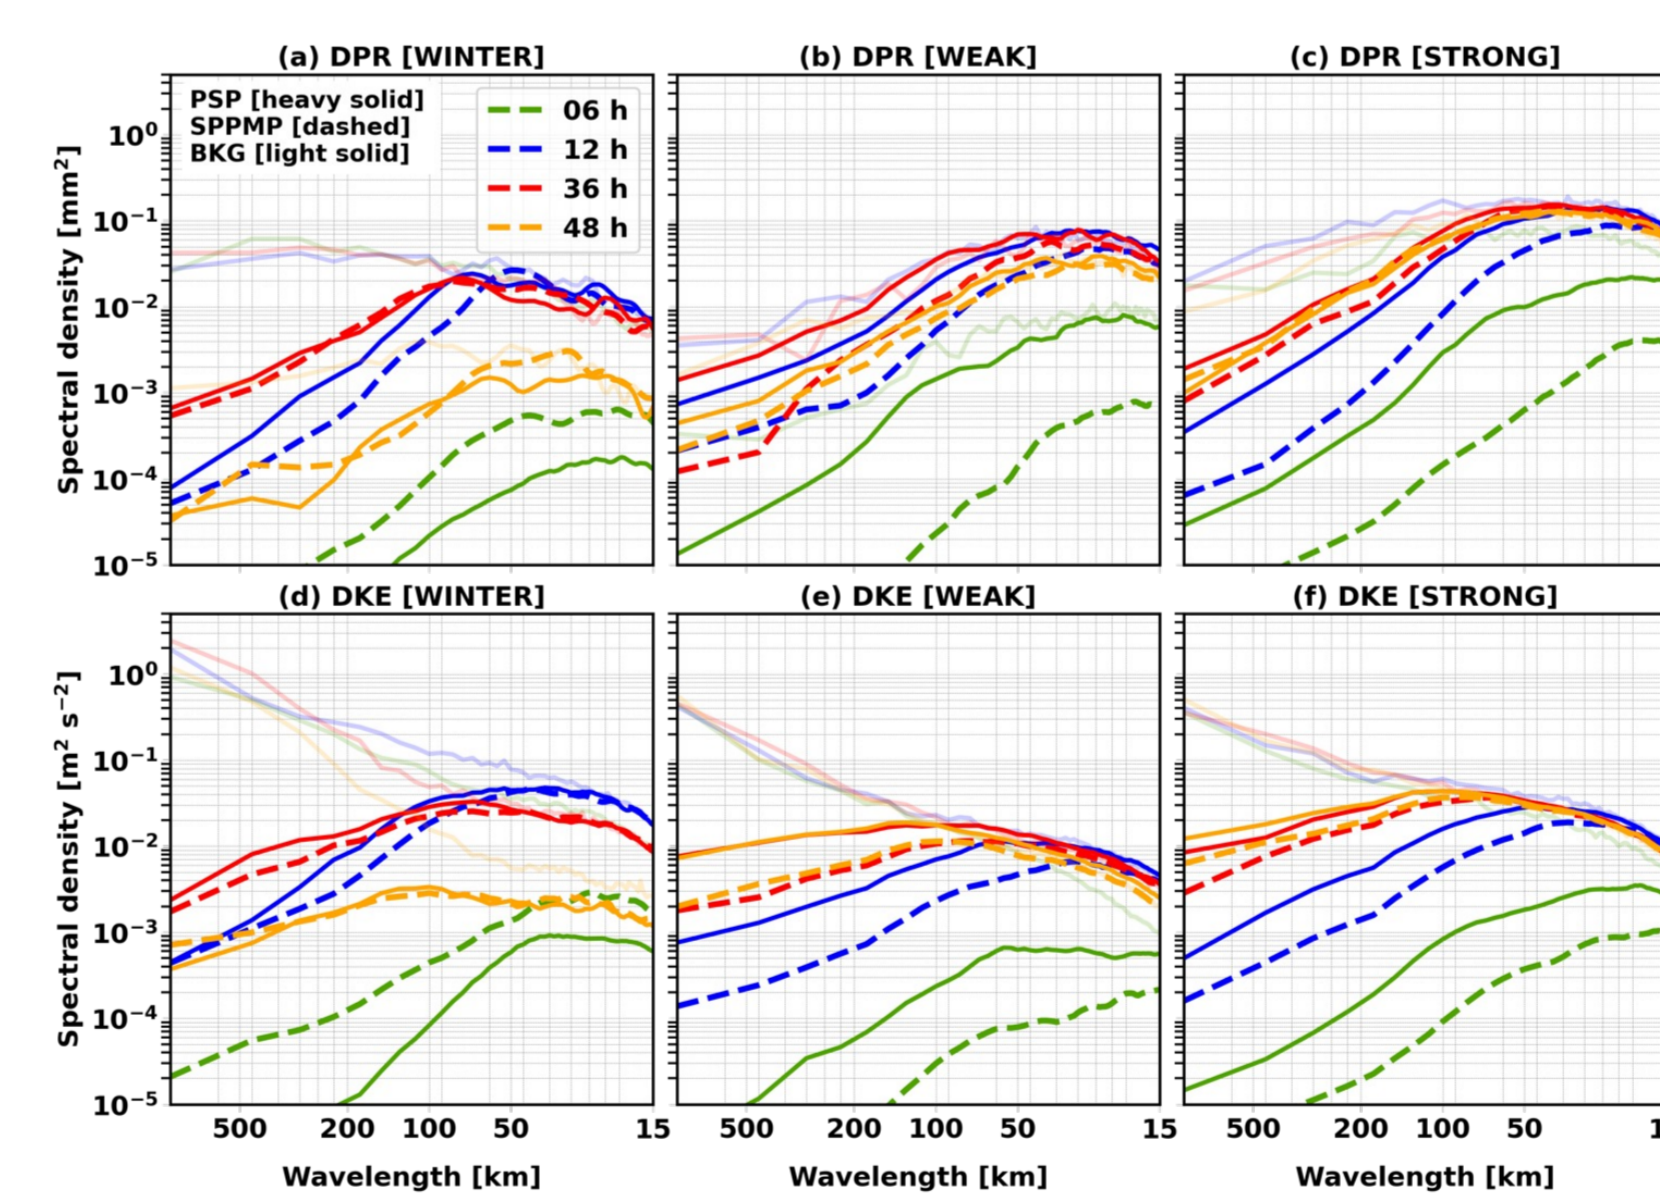 (a) DPR [WINTER]
(b) DPR [WEAK]
(c) DPR [STRONG]
PSP [heavy solid]
SPPMP [dashed]
BKG [light solid]
06 h
12 h
36 h
48 h
Spectral density [mm²]
10⁰
10⁻¹
10⁻²
10⁻³
10⁻⁴
10⁻⁵
(d) DKE [WINTER]
(e) DKE [WEAK]
(f) DKE [STRONG]
Spectral density [m² s⁻²]
10⁰
10⁻¹
10⁻²
10⁻³
10⁻⁴
10⁻⁵
500 200 100 50 15
500 200 100 50 15
500 200 100 50 1
Wavelength [km]
Wavelength [km]
Wavelength [km]